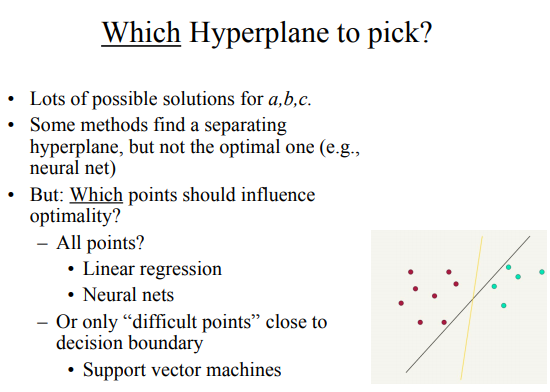 Which Hyperplane to pick?
• Lots of possible solutions for a,b,c.
• Some methods find a separating
hyperplane, but not the optimal one (e.g.,
neural net)
• But: Which points should influence
optimality?
– All points?
• Linear regression
• Neural nets
– Or only “difficult points” close to
decision boundary
• Support vector machines